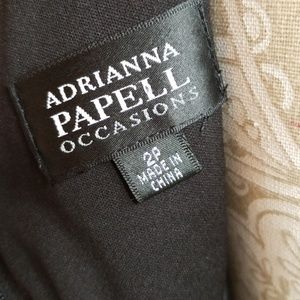 ADRIANNA
PAPELL
OCCASIONS
2P
MADE IN
CHINA